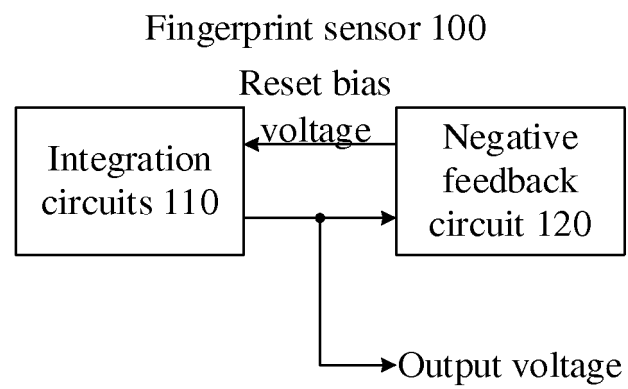 Fingerprint sensor 100
Reset bias
voltage
Integration
circuits 110
Negative
feedback
circuit 120
Output voltage